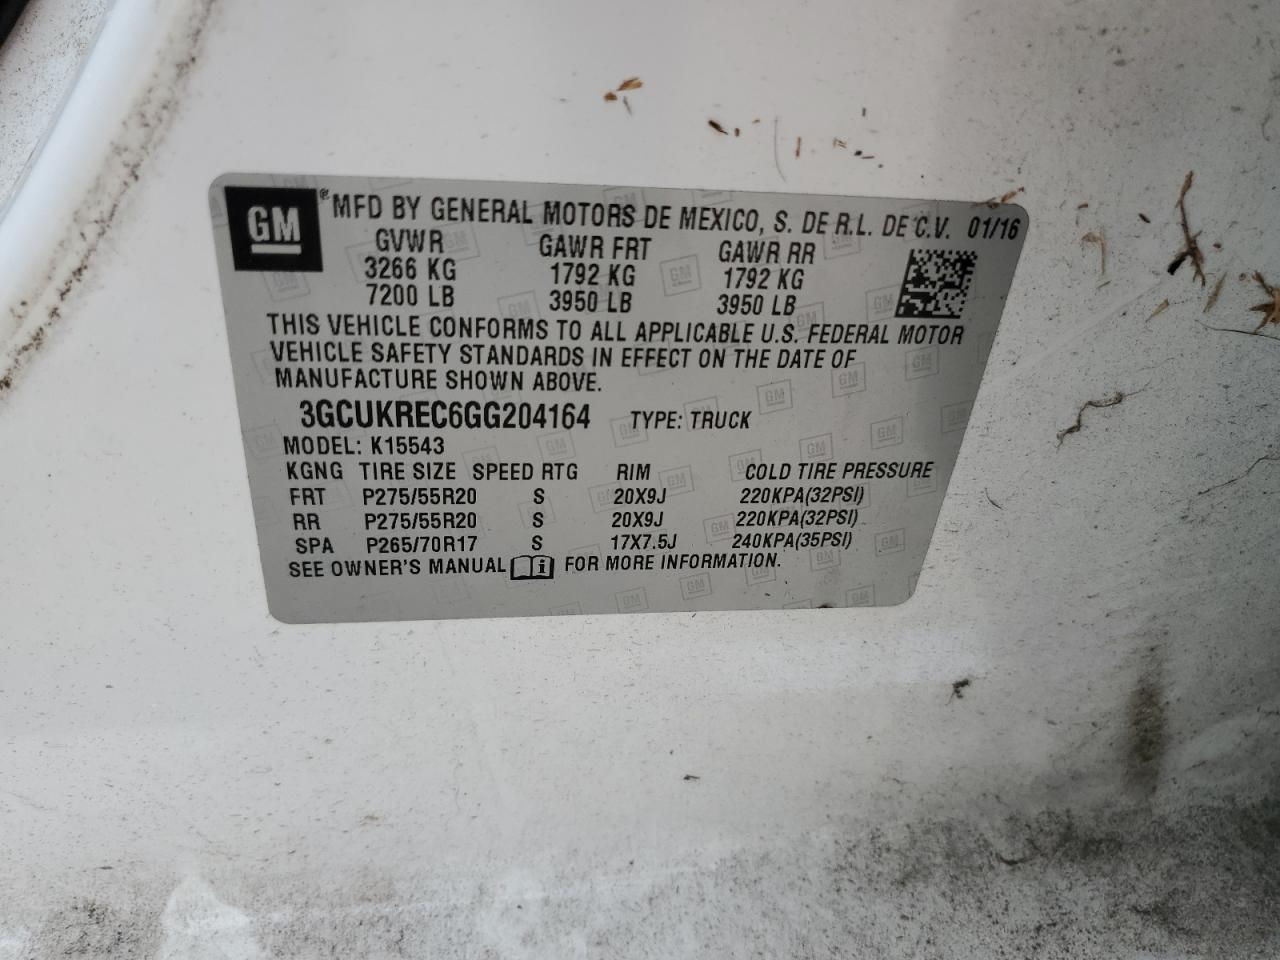 GM ® MFD BY GENERAL MOTORS DE MEXICO, S. DE R.L. DE C.V. 01/16
GVWR GAWR FRT GAWR RR
3266 KG 1792 KG 1792 KG
7200 LB 3950 LB 3950 LB
THIS VEHICLE CONFORMS TO ALL APPLICABLE U.S. FEDERAL MOTOR
VEHICLE SAFETY STANDARDS IN EFFECT ON THE DATE OF
MANUFACTURE SHOWN ABOVE.
3GCUKREC6GG204164 TYPE: TRUCK
MODEL: K15543
KGNG TIRE SIZE SPEED RTG RIM COLD TIRE PRESSURE
FRT P275/55R20 S 20X9J 220KPA(32PSI)
RR P275/55R20 S 20X9J 220KPA(32PSI)
SPA P265/70R17 S 17X7.5J 240KPA(35PSI)
SEE OWNER'S MANUAL i FOR MORE INFORMATION.